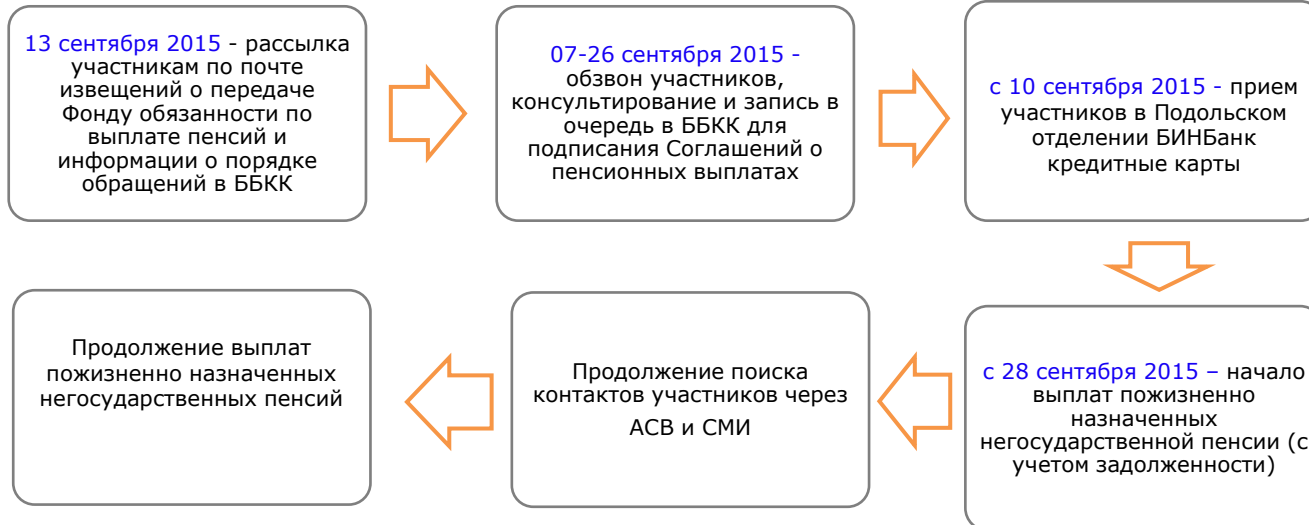 13 сентября 2015 - рассылка
участникам по почте
извещений о передаче
Фонду обязанности по
выплате пенсий и
информации о порядке
обращений в ББКК
07-26 сентября 2015 -
обзвон участников,
консультирование и запись в
очередь в ББКК для
подписания Соглашений о
пенсионных выплатах
с 10 сентября 2015 - прием
участников в Подольском
отделении БИНБанк
кредитные карты
с 28 сентября 2015 – начало
выплат пожизненно
назначенных
негосударственной пенсии (с
учетом задолженности)
Продолжение поиска
контактов участников через
АСВ и СМИ
Продолжение выплат
пожизненно назначенных
негосударственных пенсий